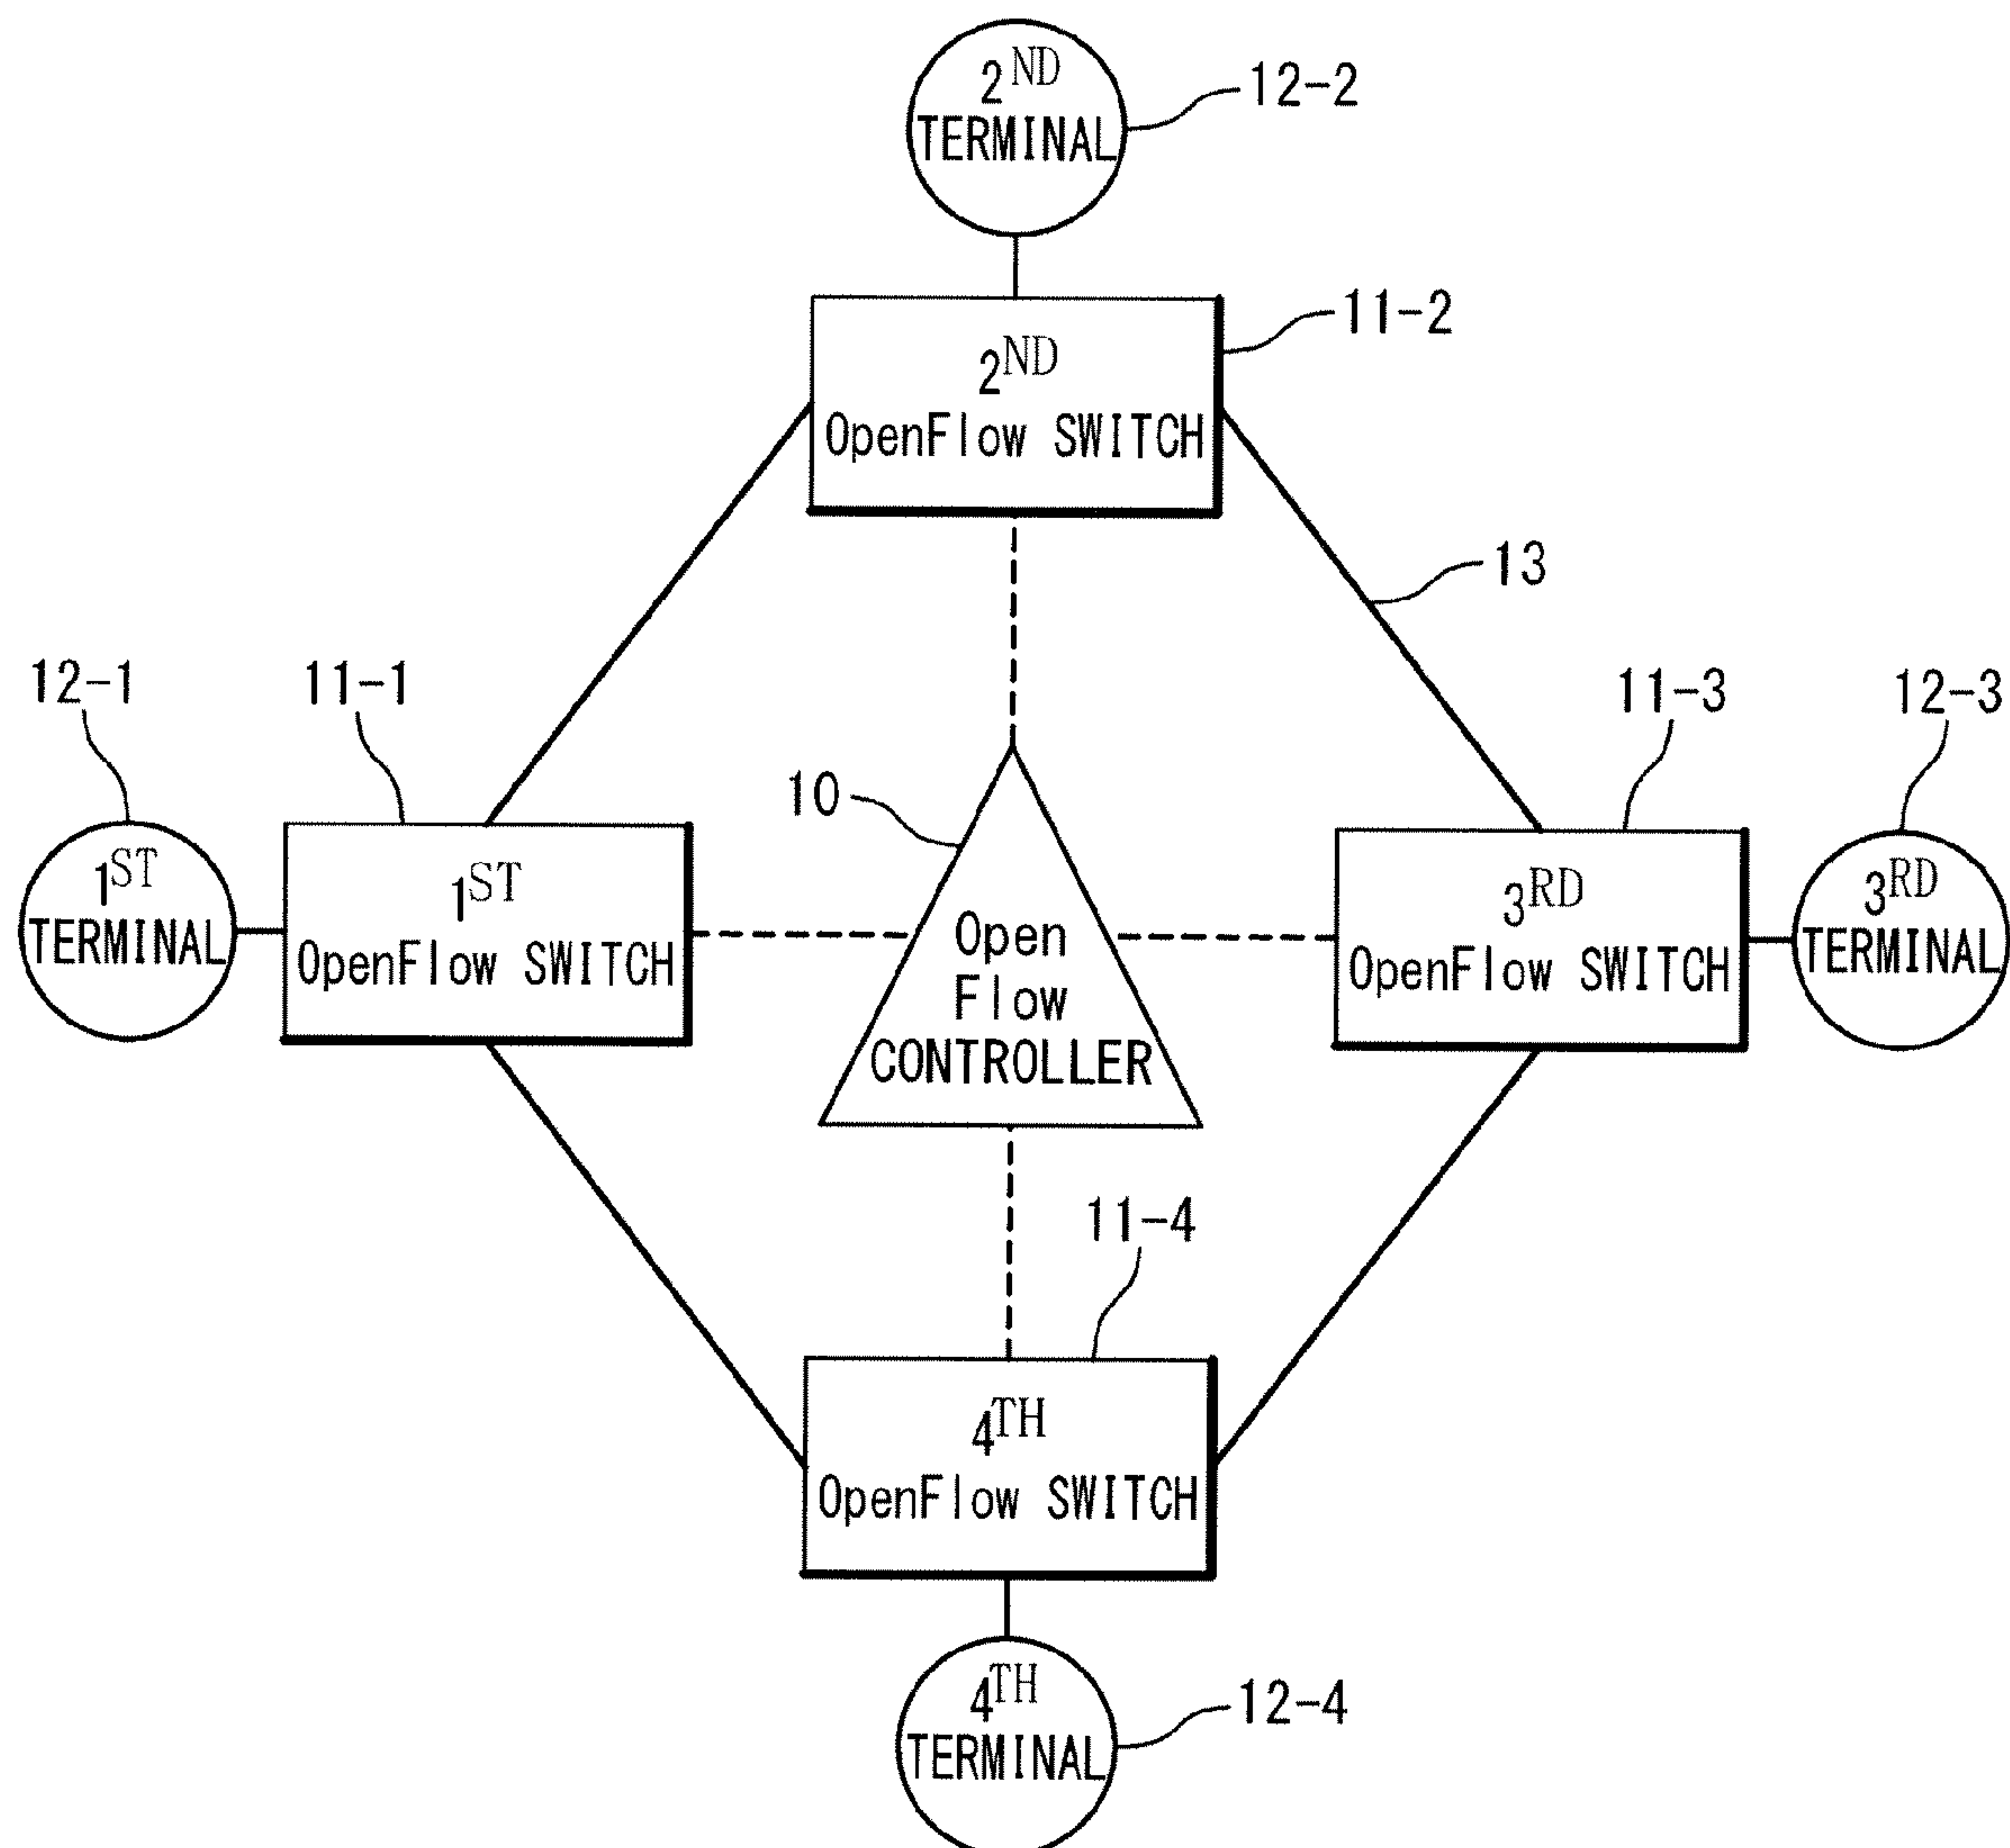 2ND
TERMINAL
12-2
2ND
OpenFlow SWITCH
11-2
13
12-1
11-1
11-3
12-3
10
1ST
TERMINAL
1ST
OpenFlow SWITCH
Open
Flow
CONTROLLER
3RD
OpenFlow SWITCH
3RD
TERMINAL
11-4
4TH
OpenFlow SWITCH
4TH
TERMINAL
12-4